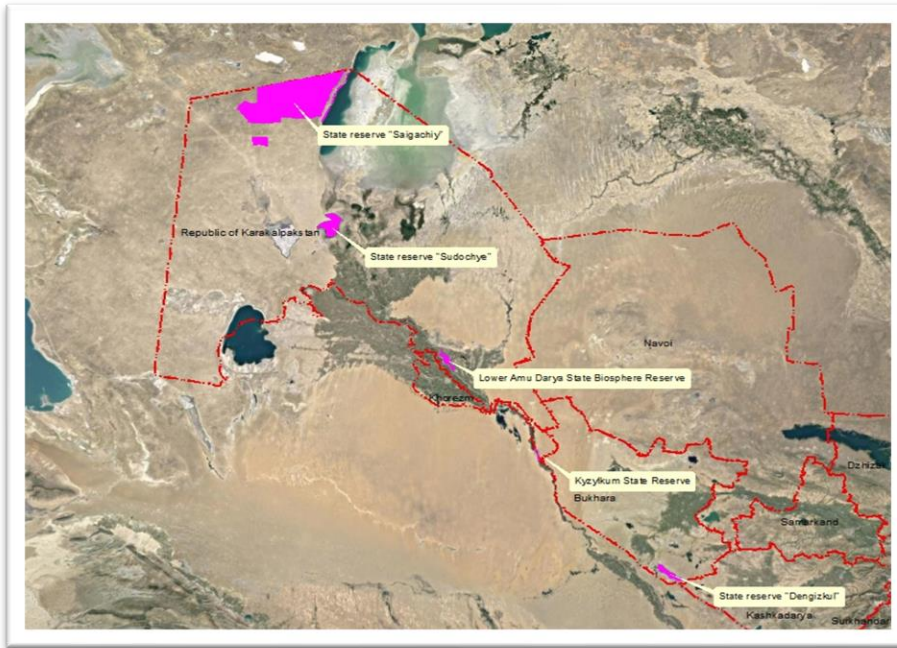 State reserve "Saigachiy"
Republic of Karakalpakstan
State reserve "Sudochye"
Navoi
Lower Amu Darya State Biosphere Reserve
Khorezm
Dzhizak
Kyzylkum State Reserve
Bukhara
Samarkand
State reserve "Dengizkul"
Kashkadarya